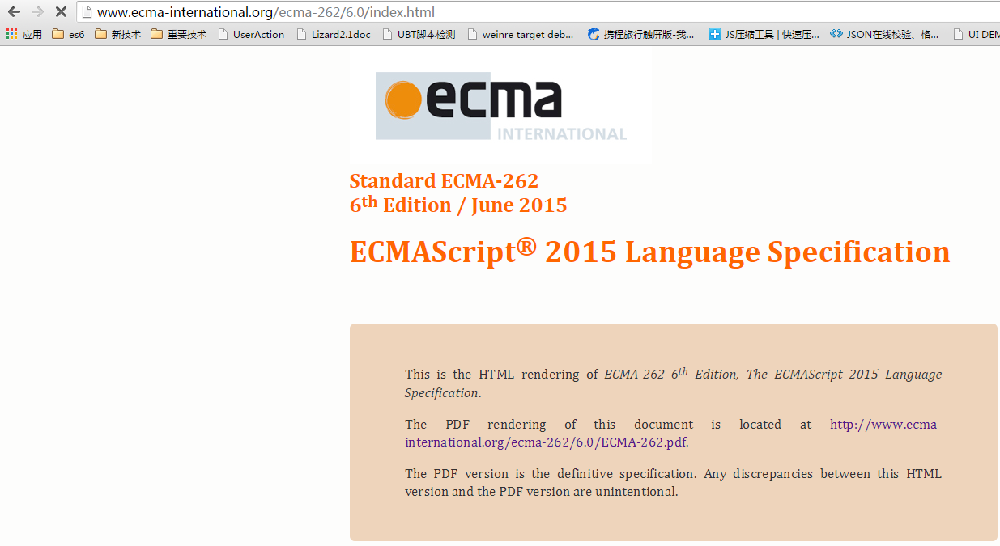 www.ecma-international.org/ecma-262/6.0/index.html
应用 es6 新技术 重要技术 UserAction Lizard2.1doc UBT脚本检测 weinre target deb... 携程旅行触屏版-我... JS压缩工具 | 快速压... JSON在线校验、格... UI DEM
ecma
INTERNATIONAL
Standard ECMA-262
6th Edition / June 2015
ECMAScript® 2015 Language Specification
This is the HTML rendering of ECMA-262 6th Edition, The ECMAScript 2015 Language
Specification.
The PDF rendering of this document is located at http://www.ecma-
international.org/ecma-262/6.0/ECMA-262.pdf.
The PDF version is the definitive specification. Any discrepancies between this HTML
version and the PDF version are unintentional.